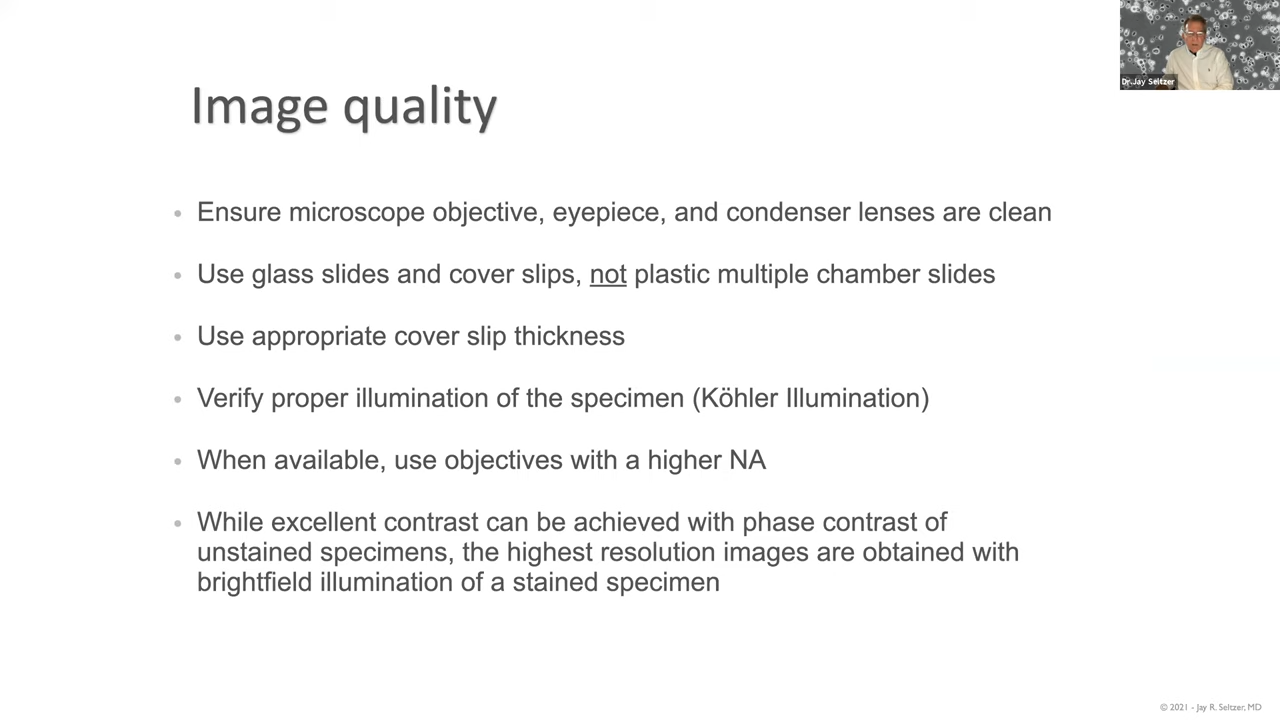 Dr.Jay Seltzer
Image quality
• Ensure microscope objective, eyepiece, and condenser lenses are clean
• Use glass slides and cover slips, not plastic multiple chamber slides
• Use appropriate cover slip thickness
• Verify proper illumination of the specimen (Köhler Illumination)
• When available, use objectives with a higher NA
• While excellent contrast can be achieved with phase contrast of
unstained specimens, the highest resolution images are obtained with
brightfield illumination of a stained specimen
© 2021 - Jay R. Seltzer, MD